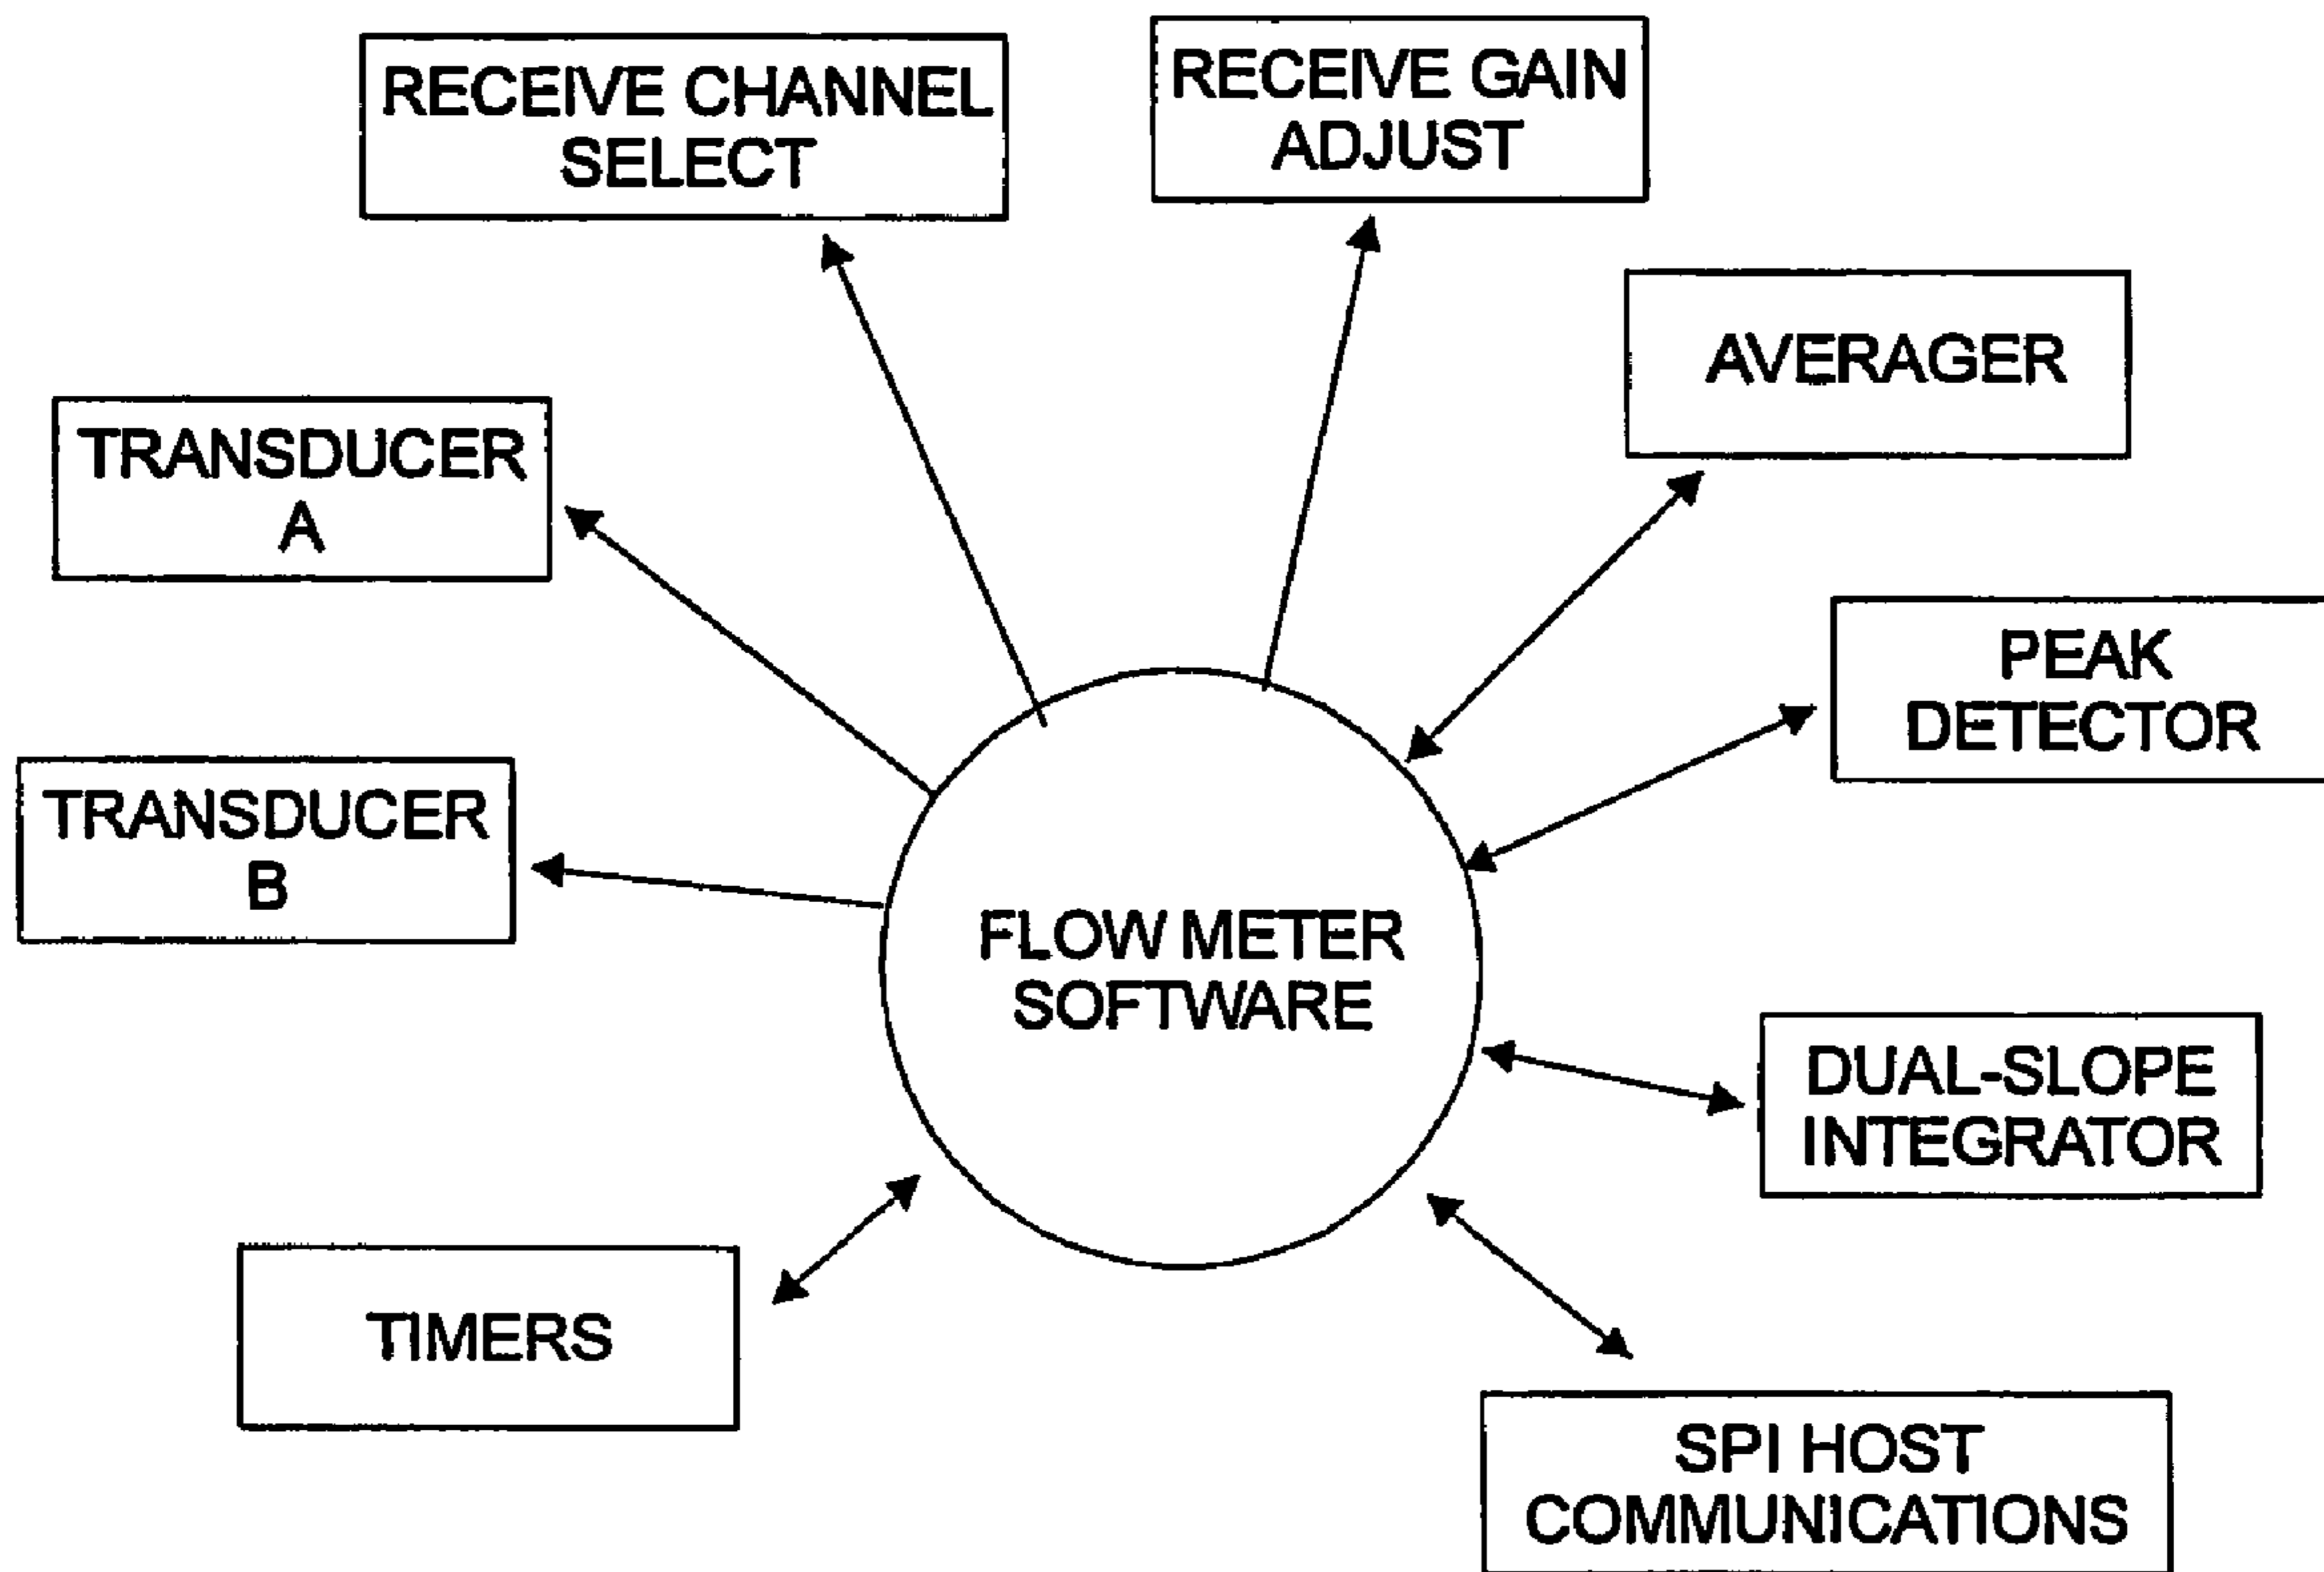 RECEIVE CHANNEL
SELECT
RECEIVE GAIN
ADJUST
AVERAGER
TRANSDUCER
A
PEAK
DETECTOR
TRANSDUCER
B
FLOW METER
SOFTWARE
DUAL-SLOPE
INTEGRATOR
TIMERS
SPI HOST
COMMUNICATIONS